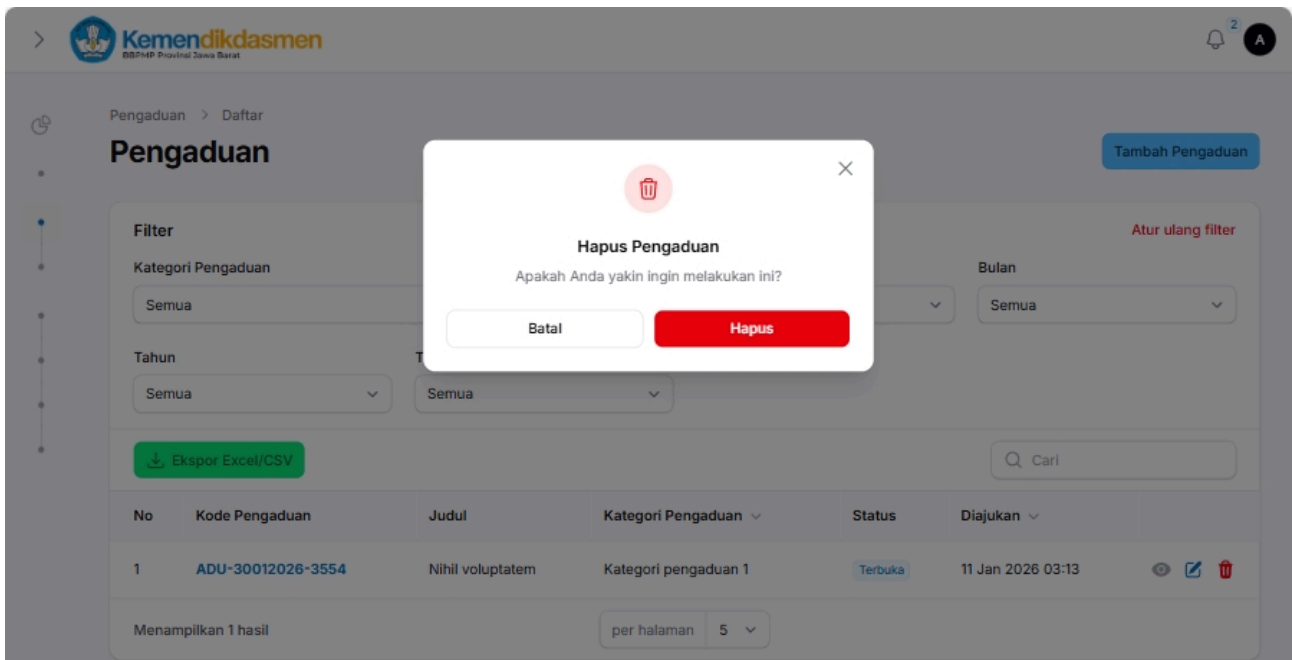 Kemendikdasmen
BBPMP Provinsi Jawa Barat
2
A
Pengaduan > Daftar
Pengaduan
Tambah Pengaduan
Hapus Pengaduan
Apakah Anda yakin ingin melakukan ini?
Batal
Hapus
Filter
Atur ulang filter
Kategori Pengaduan
Bulan
Semua
Semua
Tahun
T
Semua
Semua
Ekspor Excel/CSV
Cari
No Kode Pengaduan Judul Kategori Pengaduan Status Diajukan
1 ADU-30012026-3554 Nihil voluptatem Kategori pengaduan 1 Terbuka 11 Jan 2026 03:13
Menampilkan 1 hasil
per halaman 5